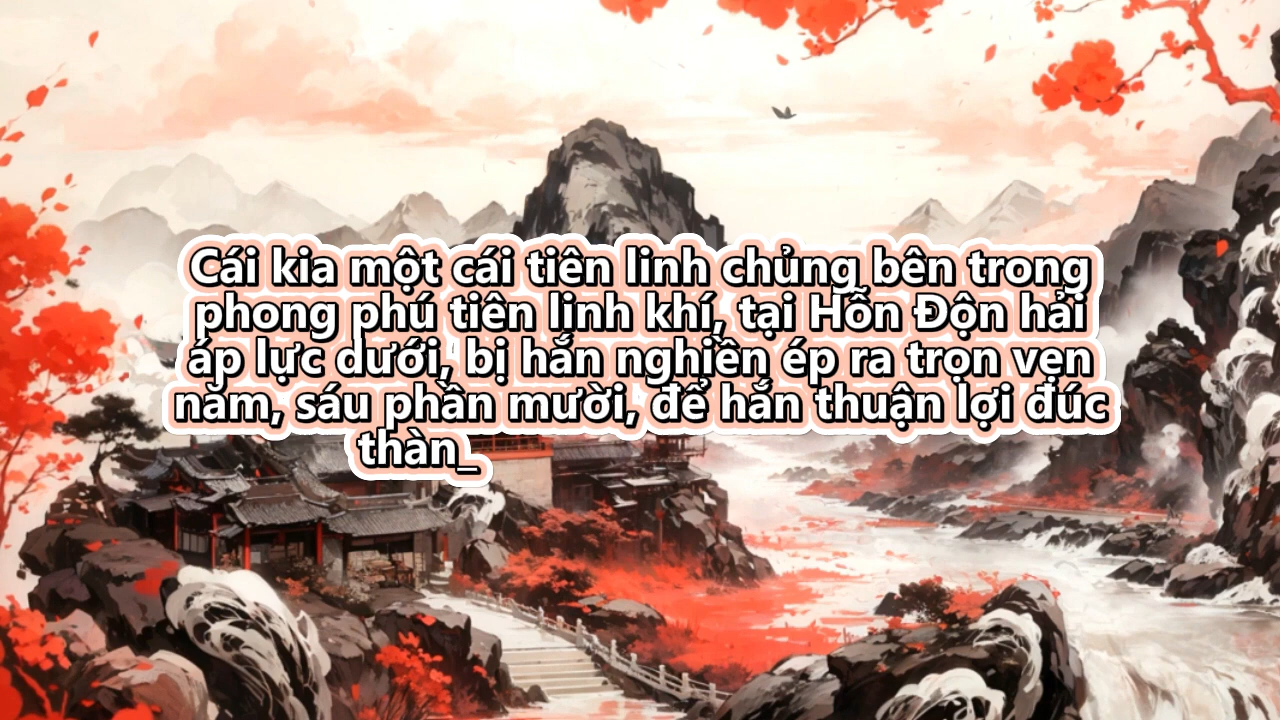 Cái kia một cái tiên linh chủng bên trong
phong phú tiên linh khí, tại Hỗn Độn hải
áp lực dưới, bị hắn nghiền ép ra trọn vẹn
năm, sáu phần mười, để hắn thuận lợi đúc
thàn_